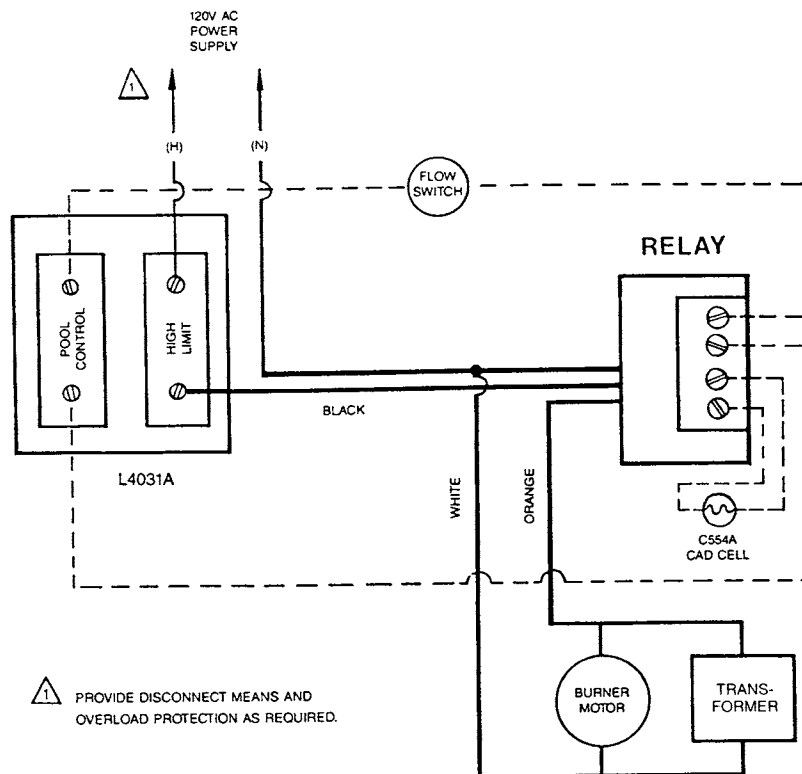 120V AC
POWER
SUPPLY
1
(H)
(N)
FLOW
SWITCH
RELAY
POOL
CONTROL
HIGH
LIMIT
BLACK
L4031A
WHITE
ORANGE
C554A
CAD CELL
1 PROVIDE DISCONNECT MEANS AND
OVERLOAD PROTECTION AS REQUIRED.
BURNER
MOTOR
TRANS-
FORMER